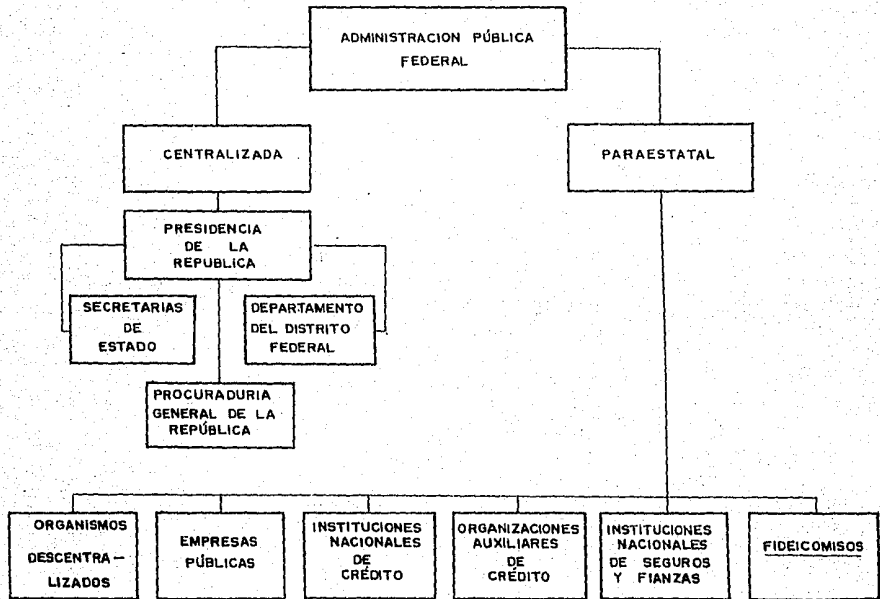 ADMINISTRACION PÚBLICA
FEDERAL
CENTRALIZADA
PARAESTATAL
PRESIDENCIA
DE LA
REPUBLICA
SECRETARIAS
DE
ESTADO
DEPARTAMENTO
DEL DISTRITO
FEDERAL
PROCURADURIA
GENERAL DE LA
REPÚBLICA
ORGANISMOS
DESCENTRA-
LIZADOS
EMPRESAS
PÚBLICAS
INSTITUCIONES
NACIONALES
DE
CRÉDITO
ORGANIZACIONES
AUXILIARES
DE
CRÉDITO
INSTITUCIONES
NACIONALES
DE SEGUROS
Y FIANZAS
FIDEICOMISOS